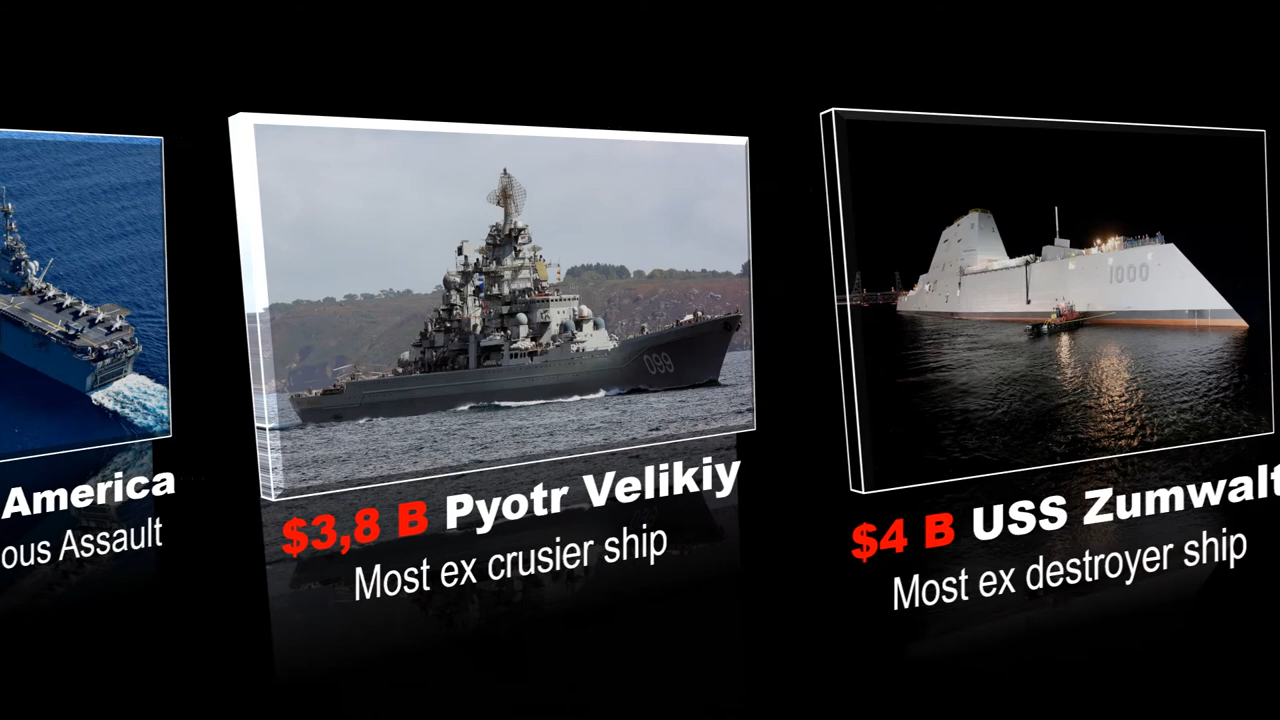 America
ous Assault
099
$3,8 B Pyotr Velikiy
Most ex crusier ship
1000
$4 B USS Zumwalt
Most ex destroyer ship